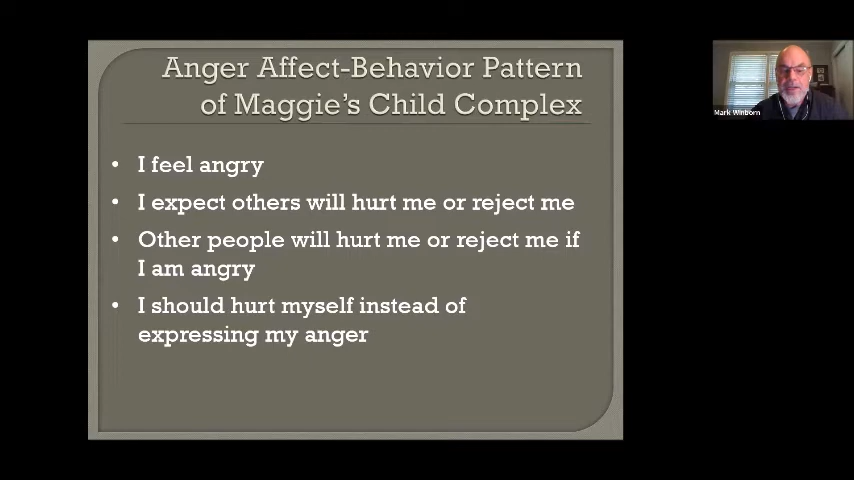 Anger Affect-Behavior Pattern
of Maggie's Child Complex
• I feel angry
• I expect others will hurt me or reject me
• Other people will hurt me or reject me if
I am angry
• I should hurt myself instead of
expressing my anger
Mark Winborn